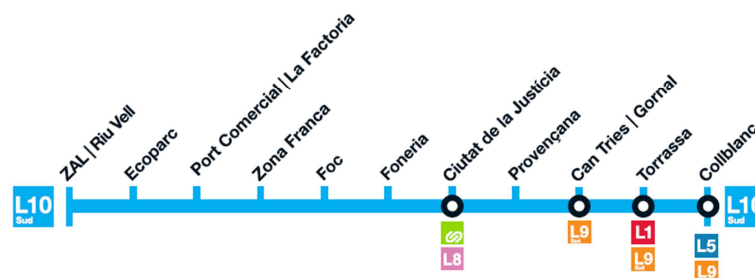 ZAL | Riu Vell
Ecoparc
Port Comercial | La Factoria
Zona Franca
Foc
Foneria
Ciutat de la Justícia
Provençana
Can Tries | Gornal
Torrassa
Collblanc
L10
Sud
L10
Sud
L8
L9
Sud
L1
L9
Sud
L5
L9